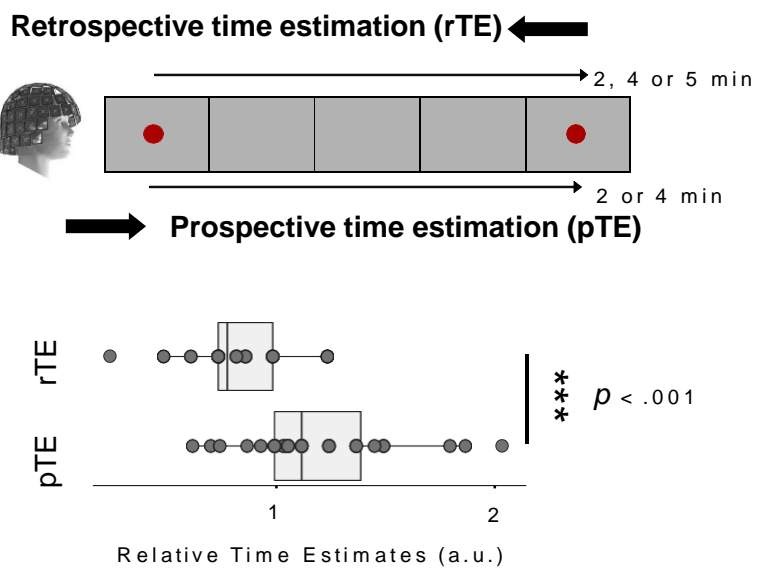 Retrospective time estimation (rTE)
2, 4 or 5 min
2 or 4 min
Prospective time estimation (pTE)
rTE
pTE
***
p < .001
1
2
Relative Time Estimates (a.u.)